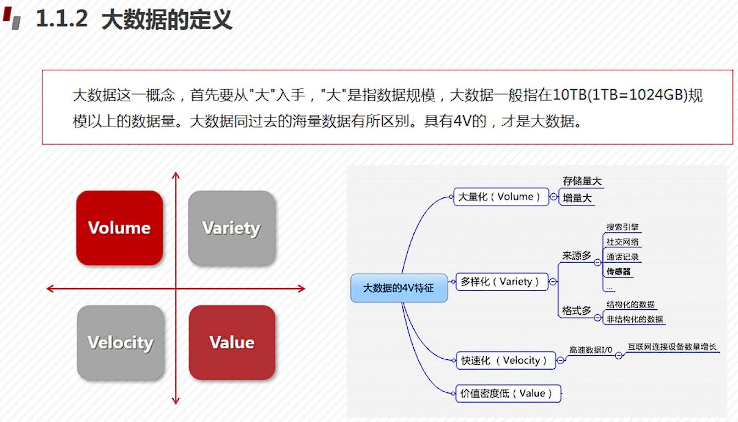 1.1.2 大数据的定义
大数据这一概念，首先要从"大"入手，"大"是指数据规模，大数据一般指在10TB(1TB=1024GB)规
模以上的数据量。大数据同过去的海量数据有所区别。具有4V的，才是大数据。
Volume
Variety
Velocity
Value
大数据的4V特征
大量化（Volume）
存储量大
增量大
多样化（Variety）
来源多
搜索引擎
社交网络
通话记录
传感器
...
格式多
结构化的数据
非结构化的数据
快速化（Velocity）
高速数据I/O
互联网连接设备数量增长
价值密度低（Value）